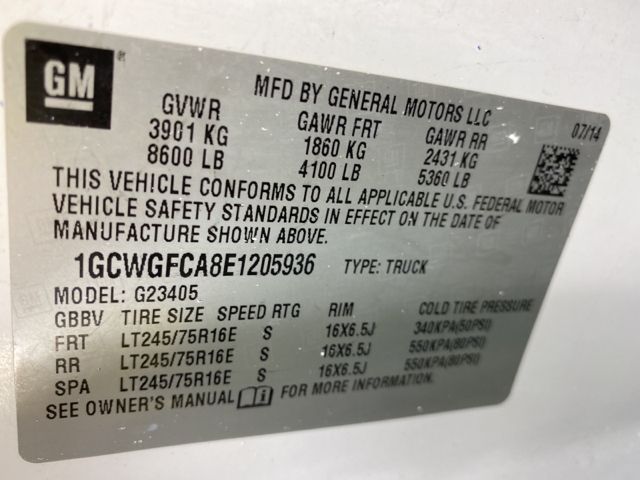 GM ®
MFD BY GENERAL MOTORS LLC
07/14
GVWR GAWR FRT GAWR RR
3901 KG 1860 KG 2431 KG
8600 LB 4100 LB 5360 LB
THIS VEHICLE CONFORMS TO ALL APPLICABLE U.S. FEDERAL MOTOR
VEHICLE SAFETY STANDARDS IN EFFECT ON THE DATE OF
MANUFACTURE SHOWN ABOVE.
1GCWGFCA8E1205936 TYPE: TRUCK
MODEL: G23405
GBBV TIRE SIZE SPEED RTG RIM COLD TIRE PRESSURE
FRT LT245/75R16E S 16X6.5J 340KPA(50PSI)
RR LT245/75R16E S 16X6.5J 550KPA(80PSI)
SPA LT245/75R16E S 16X6.5J 550KPA(80PSI)
SEE OWNER'S MANUAL FOR MORE INFORMATION.